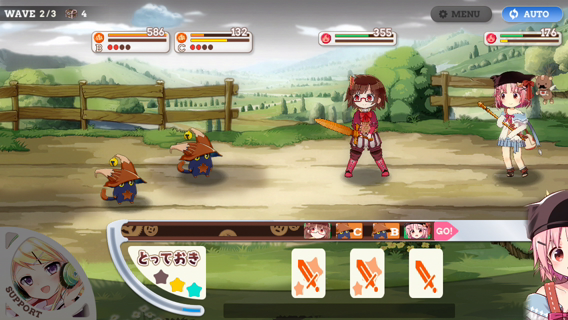 WAVE 2/3 4
MENU
AUTO
586
132
355
176
B
C
C
B
GO!
とっておき
SUPPORT